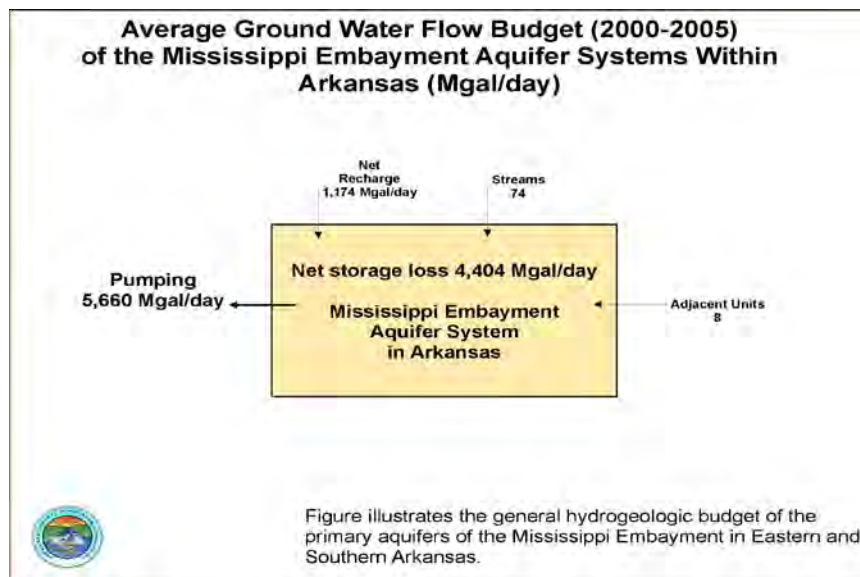 Average Ground Water Flow Budget (2000-2005)
of the Mississippi Embayment Aquifer Systems Within
Arkansas (Mgal/day)
Net
Recharge
1,174 Mgal/day
Streams
74
Net storage loss 4,404 Mgal/day
Pumping
5,660 Mgal/day
Mississippi Embayment
Aquifer System
in Arkansas
Adjacent Units
8
Figure illustrates the general hydrogeologic budget of the
primary aquifers of the Mississippi Embayment in Eastern and
Southern Arkansas.